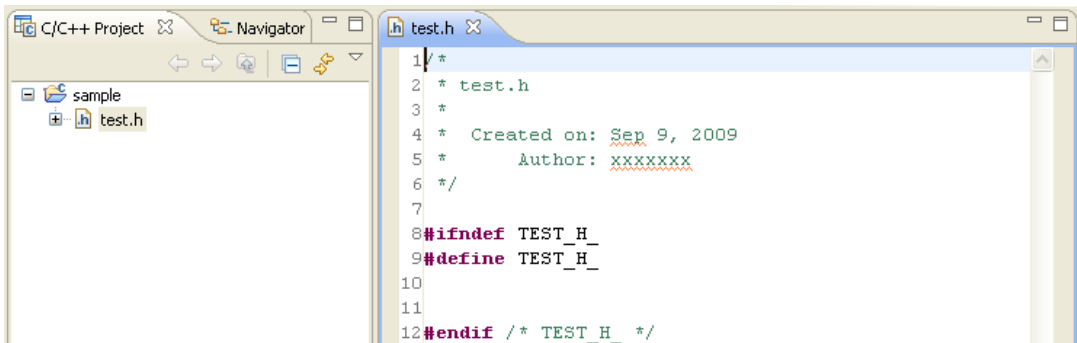 C/C++ Project
Navigator
sample
test.h
test.h
1/*
2 * test.h
3 *
4 *  Created on: Sep 9, 2009
5 *      Author: xxxxxxx
6 */
7
8#ifndef TEST_H_
9#define TEST_H_
10
11
12#endif /* TEST_H_ */